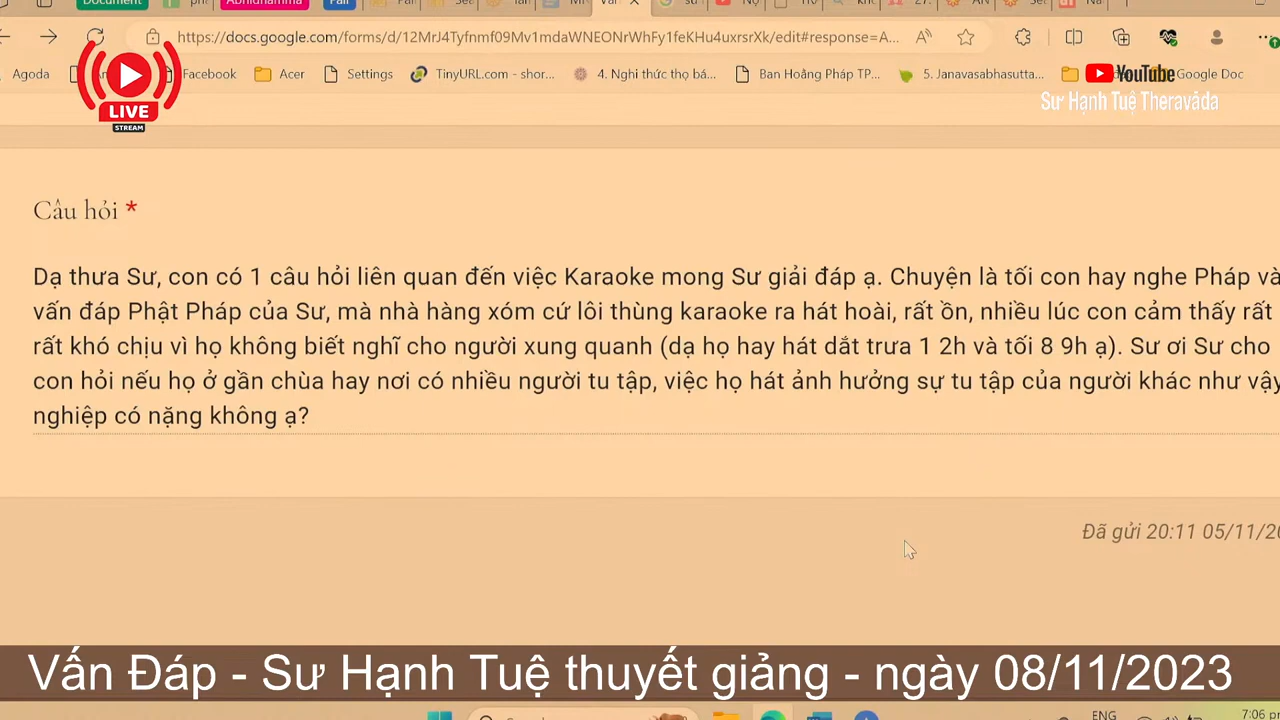 Document
Abhidhamma
Pali
https://docs.google.com/forms/d/12MrJ4Tyfnmf09Mv1mdaWNEONrWhFy1feKHu4uxrsrXk/edit#response=A...
Agoda
Facebook
Acer
Settings
TinyURL.com - shor...
4. Nghi thức thọ bá...
Ban Hoằng Pháp TP...
5. Janavasabhasutta...
Google Doc
LIVE
STREAM
YouTube
Sư Hạnh Tuệ Theravāda
Câu hỏi *
Dạ thưa Sư, con có 1 câu hỏi liên quan đến việc Karaoke mong Sư giải đáp ạ. Chuyện là tối con hay nghe Pháp và
vấn đáp Phật Pháp của Sư, mà nhà hàng xóm cứ lôi thùng karaoke ra hát hoài, rất ồn, nhiều lúc con cảm thấy rất
rất khó chịu vì họ không biết nghĩ cho người xung quanh (dạ họ hay hát dắt trưa 1 2h và tối 8 9h ạ). Sư ơi Sư cho
con hỏi nếu họ ở gần chùa hay nơi có nhiều người tu tập, việc họ hát ảnh hưởng sự tu tập của người khác như vậy
nghiệp có nặng không ạ?
Đã gửi 20:11 05/11/20
Vấn Đáp - Sư Hạnh Tuệ thuyết giảng - ngày 08/11/2023
ENG
7:06 pm